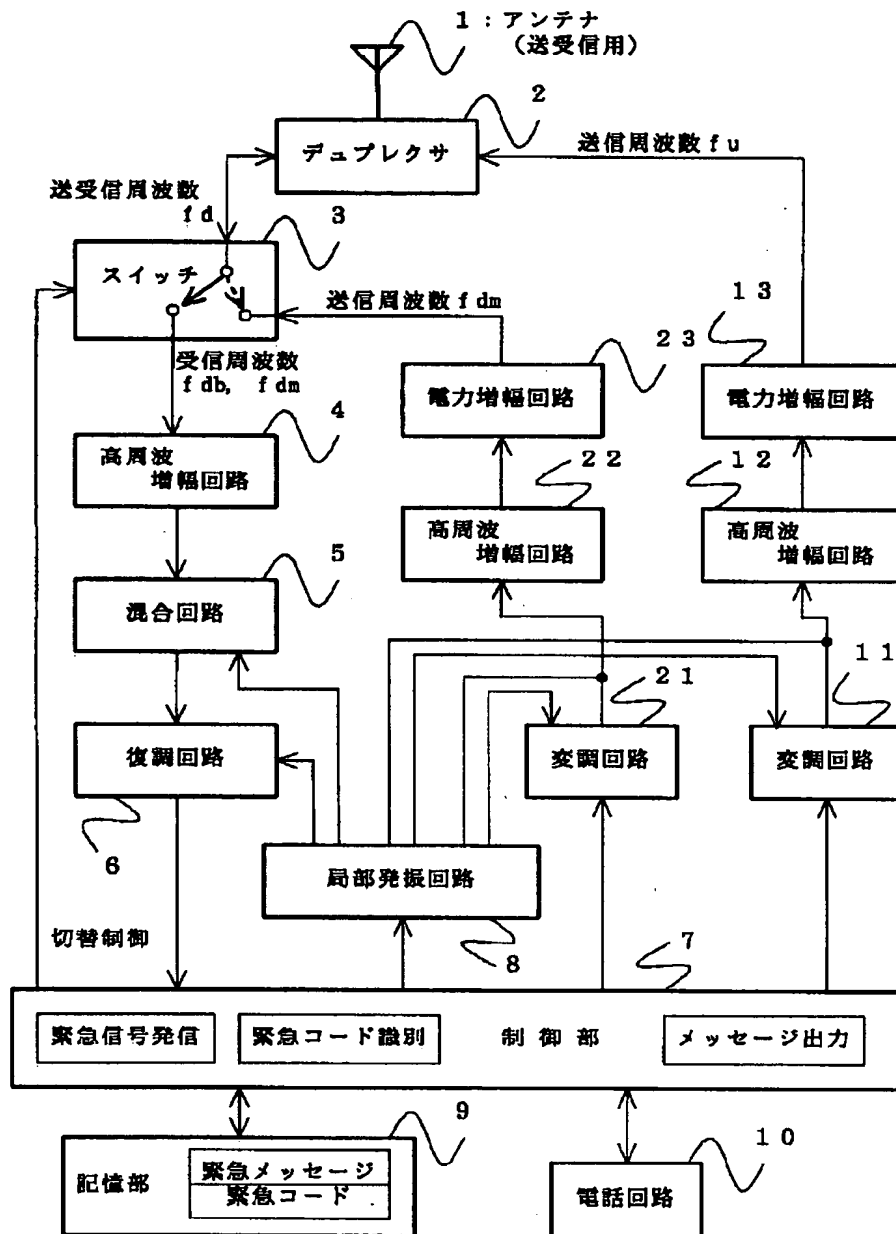 1：アンテナ
（送受信用）
2
デュプレクサ
送信周波数fu
送受信周波数
fd
3
スイッチ
送信周波数fdm
13
受信周波数
fdb, fdm
23
電力増幅回路
電力増幅回路
4
高周波
増幅回路
22
12
高周波
増幅回路
高周波
増幅回路
5
混合回路
21
11
復調回路
変調回路
変調回路
6
局部発振回路
切替制御
8
7
緊急信号発信
緊急コード識別
制御部
メッセージ出力
9
10
記憶部
緊急メッセージ
緊急コード
電話回路